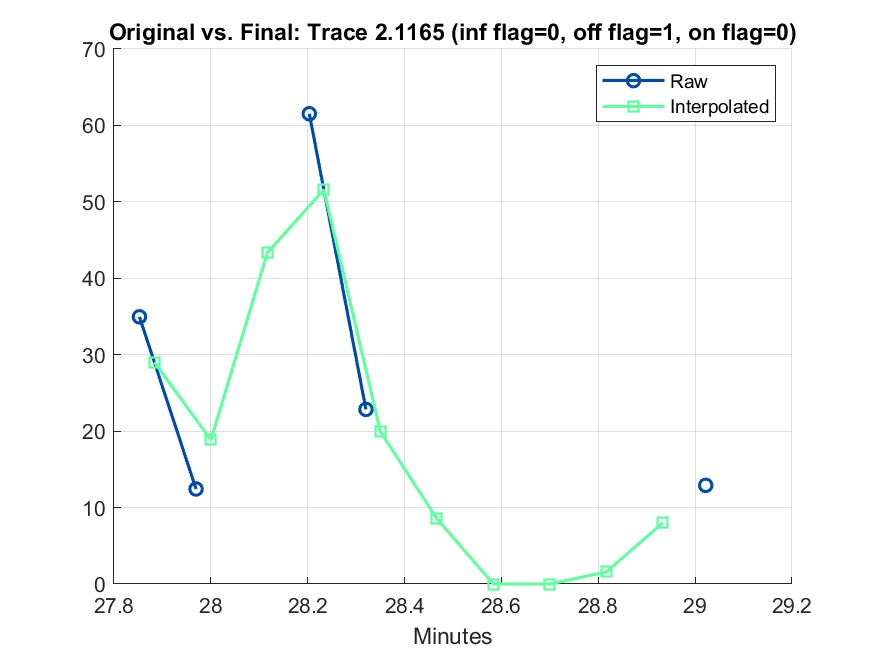 Original vs. Final: Trace 2.1165 (inf flag=0, off flag=1, on flag=0)
70
60
50
40
30
20
10
0
Raw
Interpolated
27.8 28 28.2 28.4 28.6 28.8 29 29.2
Minutes